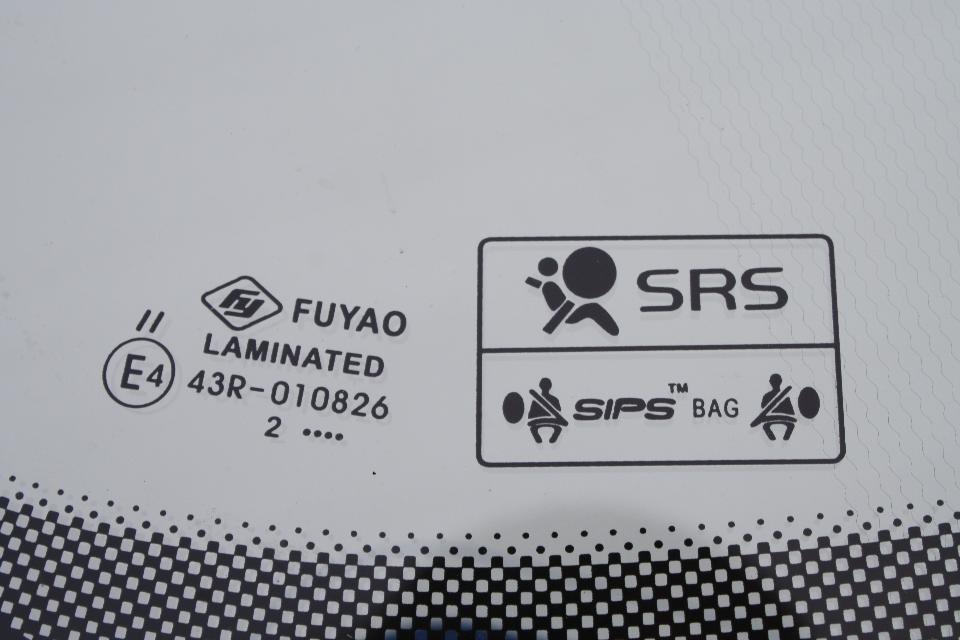 FUYAO
LAMINATED
II
E4
43R-010826
2 ••••
SRS
SIPS™ BAG